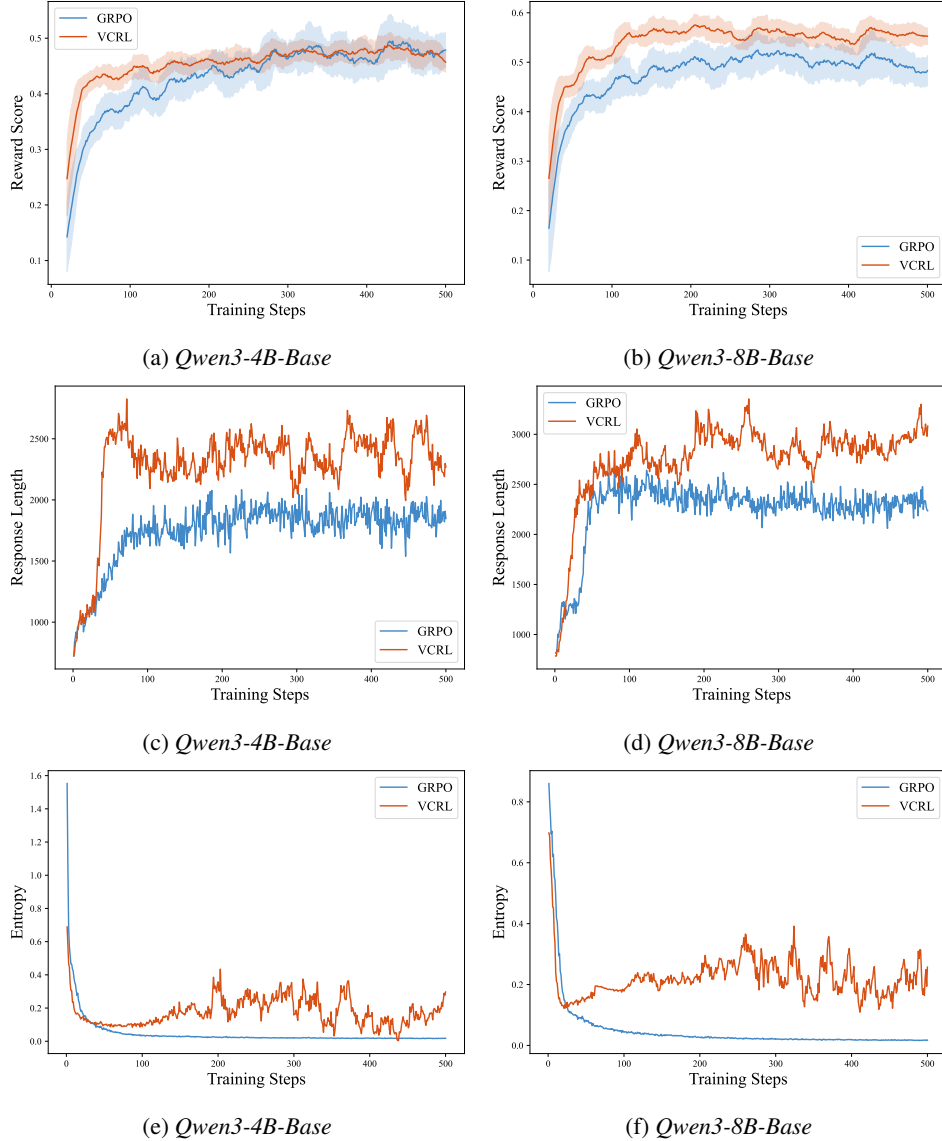 GRPO
VCRL
0.5
0.4
0.3
0.2
0.1
Reward Score
0
100
200
300
400
500
Training Steps
(a) Qwen3-4B-Base
0.6
0.5
0.4
0.3
0.2
0.1
Reward Score
GRPO
VCRL
0
100
200
300
400
500
Training Steps
(b) Qwen3-8B-Base
2500
2000
1500
1000
Response Length
GRPO
VCRL
0
100
200
300
400
500
Training Steps
(c) Qwen3-4B-Base
GRPO
VCRL
3000
2500
2000
1500
1000
Response Length
0
100
200
300
400
500
Training Steps
(d) Qwen3-8B-Base
1.6
1.4
1.2
1.0
0.8
0.6
0.4
0.2
0.0
Entropy
GRPO
VCRL
0
100
200
300
400
500
Training Steps
(e) Qwen3-4B-Base
0.8
0.6
0.4
0.2
0.0
Entropy
GRPO
VCRL
0
100
200
300
400
500
Training Steps
(f) Qwen3-8B-Base